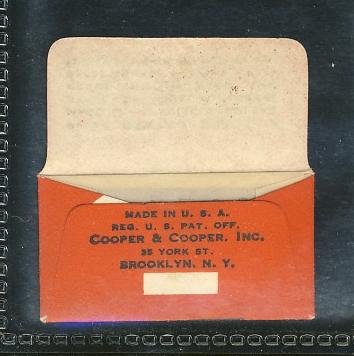 MADE IN U. S. A.
REG. U. S. PAT. OFF.
COOPER & COOPER, INC.
35 YORK ST.
BROOKLYN, N. Y.